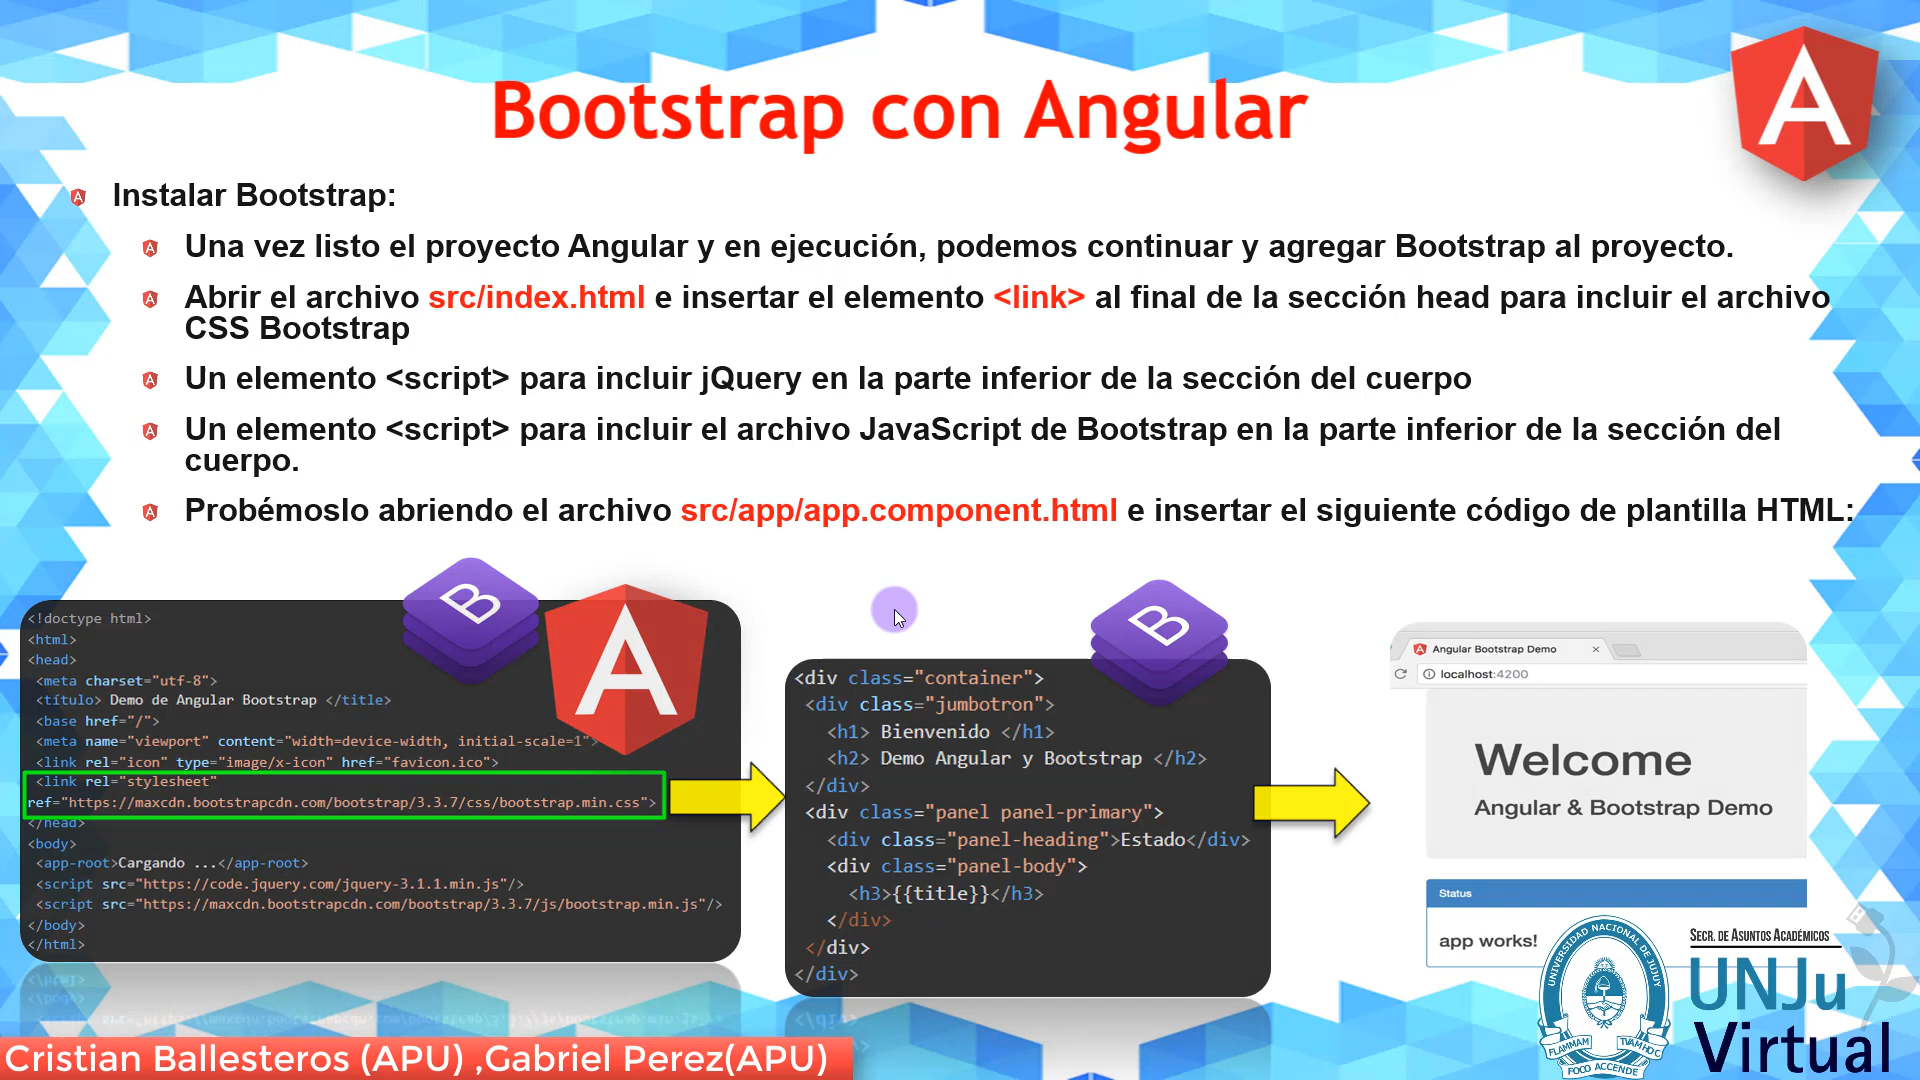 Bootstrap con Angular
Instalar Bootstrap:
Una vez listo el proyecto Angular y en ejecución, podemos continuar y agregar Bootstrap al proyecto.
Abrir el archivo src/index.html e insertar el elemento <link> al final de la sección head para incluir el archivo
CSS Bootstrap
Un elemento <script> para incluir jQuery en la parte inferior de la sección del cuerpo
Un elemento <script> para incluir el archivo JavaScript de Bootstrap en la parte inferior de la sección del
cuerpo.
Probémoslo abriendo el archivo src/app/app.component.html e insertar el siguiente código de plantilla HTML:
<!doctype html>
<html>
<head>
<meta charset="utf-8">
<título> Demo de Angular Bootstrap </title>
<base href="/">
<meta name="viewport" content="width=device-width, initial-scale=1">
<link rel="icon" type="image/x-icon" href="favicon.ico">
<link rel="stylesheet"
ref="https://maxcdn.bootstrapcdn.com/bootstrap/3.3.7/css/bootstrap.min.css">
</head>
<body>
<app-root>Cargando ...</app-root>
<script src="https://code.jquery.com/jquery-3.1.1.min.js"/>
<script src="https://maxcdn.bootstrapcdn.com/bootstrap/3.3.7/js/bootstrap.min.js"/>
</body>
</html>
B
A
B
<div class="container">
<div class="jumbotron">
<h1> Bienvenido </h1>
<h2> Demo Angular y Bootstrap </h2>
</div>
<div class="panel panel-primary">
<div class="panel-heading">Estado</div>
<div class="panel-body">
<h3>{{title}}</h3>
</div>
</div>
</div>
Angular Bootstrap Demo
localhost:4200
Welcome
Angular & Bootstrap Demo
Status
app works!
UNIVERSIDAD NACIONAL DE JUJUY
FLAMMAM TVAM HOC
FOCO ACCENDE
SECR. DE ASUNTOS ACADÉMICOS
UNJu
Virtual
Cristian Ballesteros (APU) ,Gabriel Perez(APU)